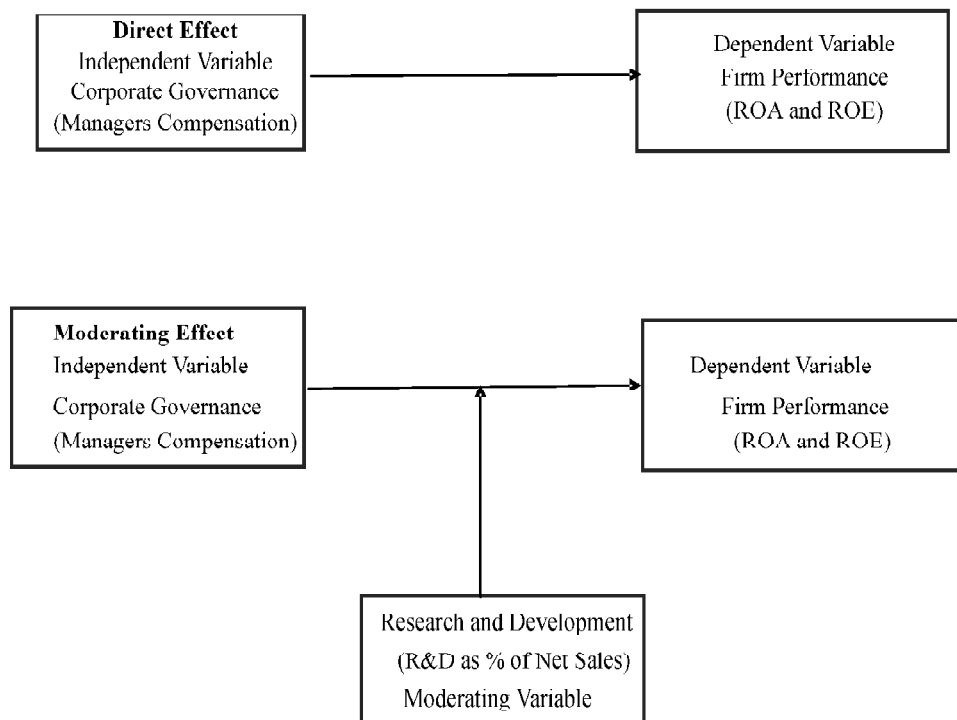 Direct Effect
Independent Variable
Corporate Governance
(Managers Compensation)
Dependent Variable
Firm Performance
(ROA and ROE)
Moderating Effect
Independent Variable
Corporate Governance
(Managers Compensation)
Dependent Variable
Firm Performance
(ROA and ROE)
Research and Development
(R&D as % of Net Sales)
Moderating Variable